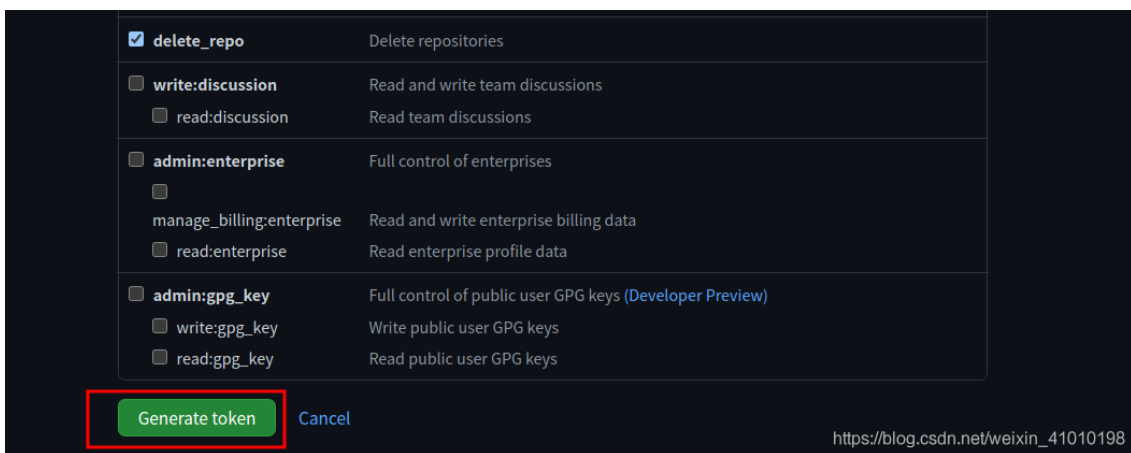 delete_repo Delete repositories
write:discussion Read and write team discussions
read:discussion Read team discussions
admin:enterprise Full control of enterprises
manage_billing:enterprise Read and write enterprise billing data
read:enterprise Read enterprise profile data
admin:gpg_key Full control of public user GPG keys (Developer Preview)
write:gpg_key Write public user GPG keys
read:gpg_key Read public user GPG keys
Generate token Cancel
https://blog.csdn.net/weixin_41010198